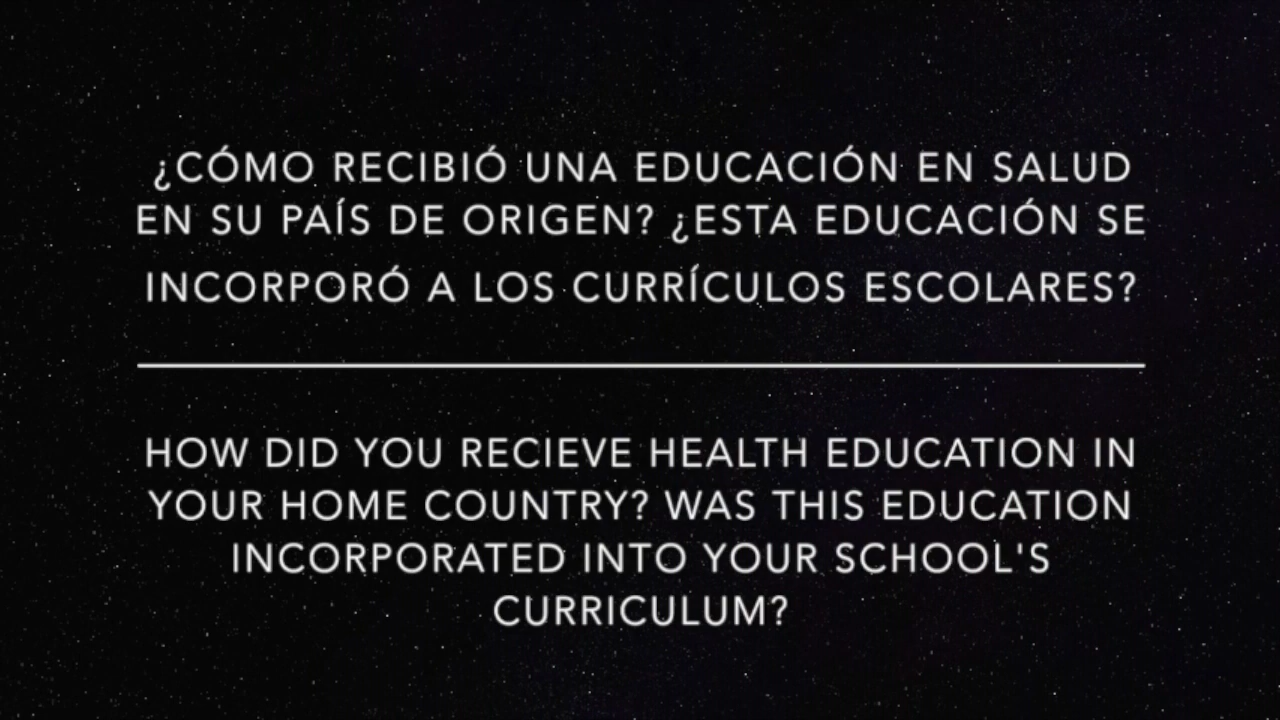 ¿CÓMO RECIBIÓ UNA EDUCACIÓN EN SALUD
EN SU PAÍS DE ORIGEN? ¿ESTA EDUCACIÓN SE
INCORPORÓ A LOS CURRÍCULOS ESCOLARES?
HOW DID YOU RECIEVE HEALTH EDUCATION IN
YOUR HOME COUNTRY? WAS THIS EDUCATION
INCORPORATED INTO YOUR SCHOOL'S
CURRICULUM?